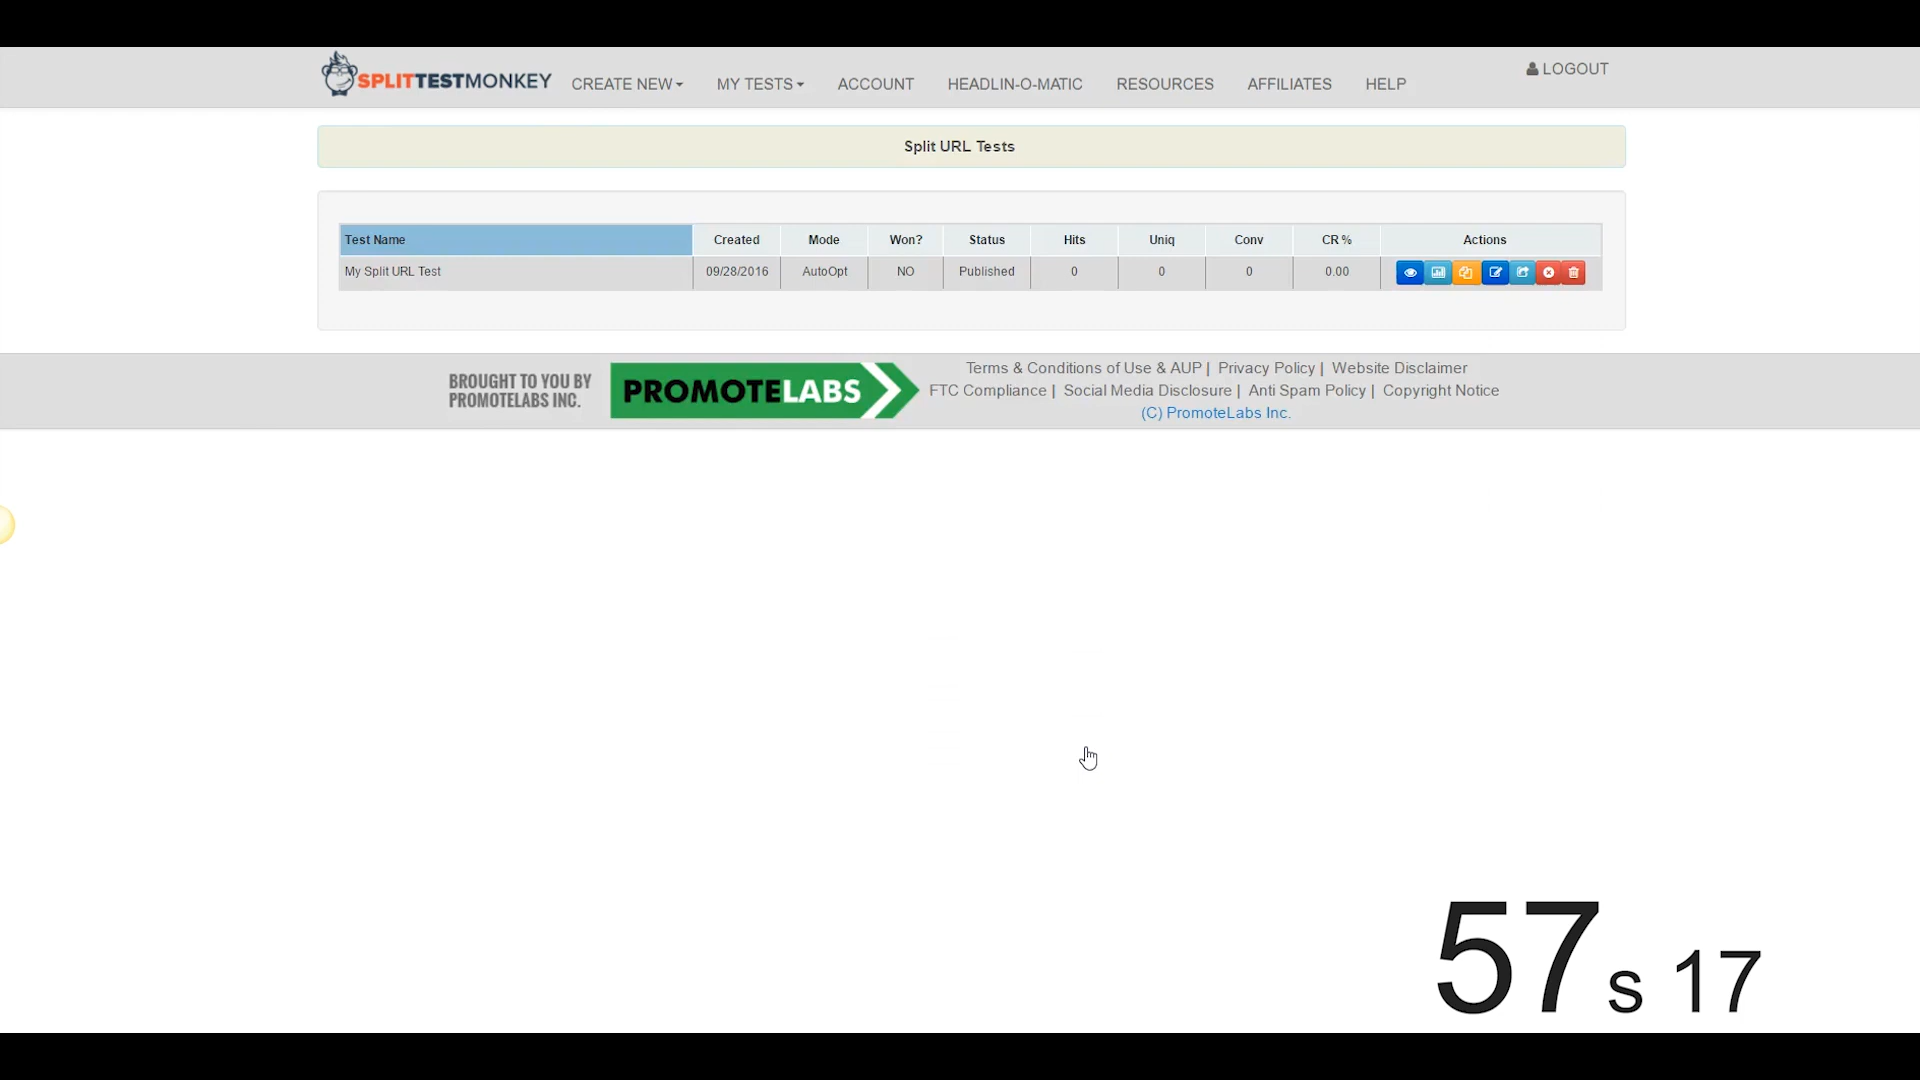 SPLITTESTMONKEY CREATE NEW MY TESTS ACCOUNT HEADLIN-O-MATIC RESOURCES AFFILIATES HELP LOGOUT
Split URL Tests
Test Name Created Mode Won? Status Hits Uniq Conv CR % Actions
My Split URL Test 09/28/2016 AutoOpt NO Published 0 0 0 0.00
BROUGHT TO YOU BY
PROMOTELABS INC.
PROMOTELABS
Terms & Conditions of Use & AUP | Privacy Policy | Website Disclaimer
FTC Compliance | Social Media Disclosure | Anti Spam Policy | Copyright Notice
(C) PromoteLabs Inc.
57 s 17